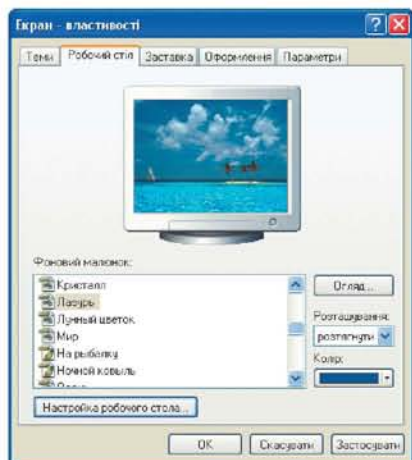 Екран - властивості
Теми Робочий стіл Заставка Оформлення Параметри
Фоновий малюнок:
Кристалл
Лазурь
Лунный цветок
Мир
На рыбалку
Ночной ковыль
Огляд...
Розташування:
розтягнути
Колір:
Настройка робочого стола...
ОК Скасувати Застосувати